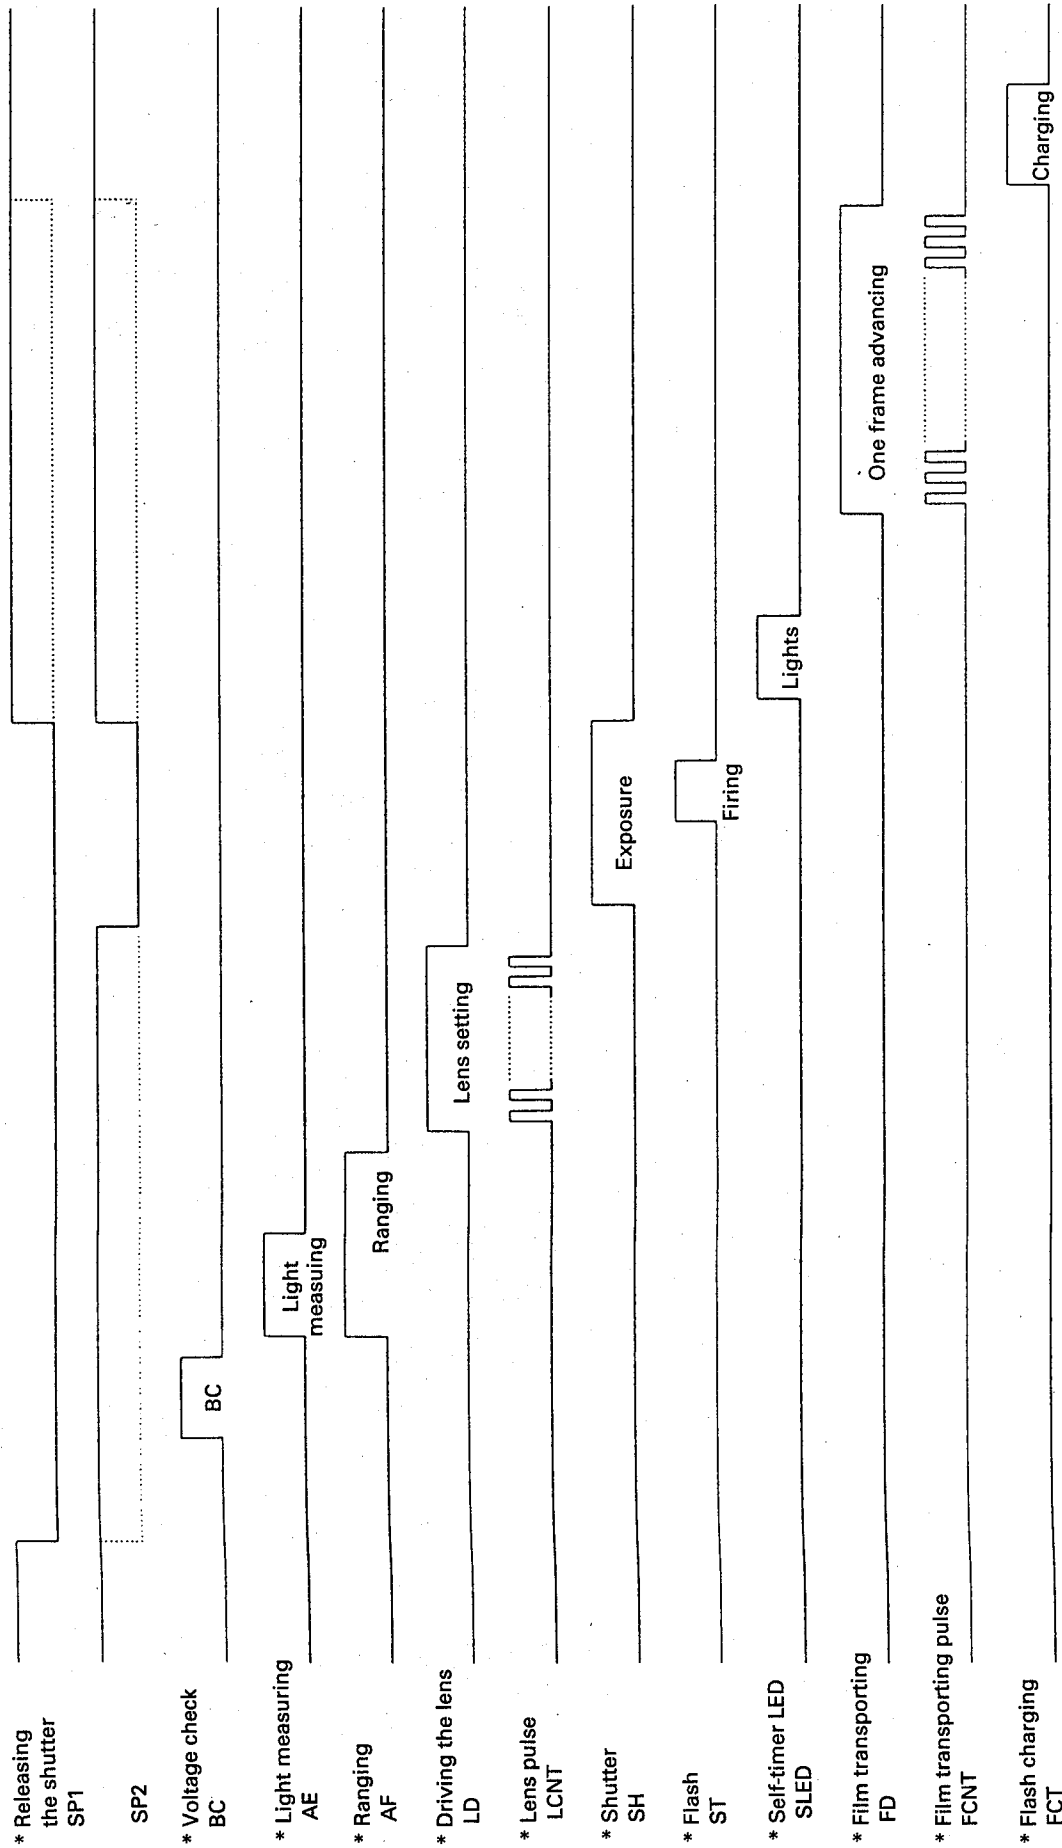 * Releasing
the shutter
SP1
SP2
* Voltage check
BC
BC
* Light measuring
AE
Light
measuing
* Ranging
AF
Ranging
* Driving the lens
LD
Lens setting
* Lens pulse
LCNT
* Shutter
SH
Exposure
* Flash
ST
Firing
* Self-timer LED
SLED
Lights
* Film transporting
FD
One frame advancing
* Film transporting pulse
FCNT
* Flash charging
FCT
Charging